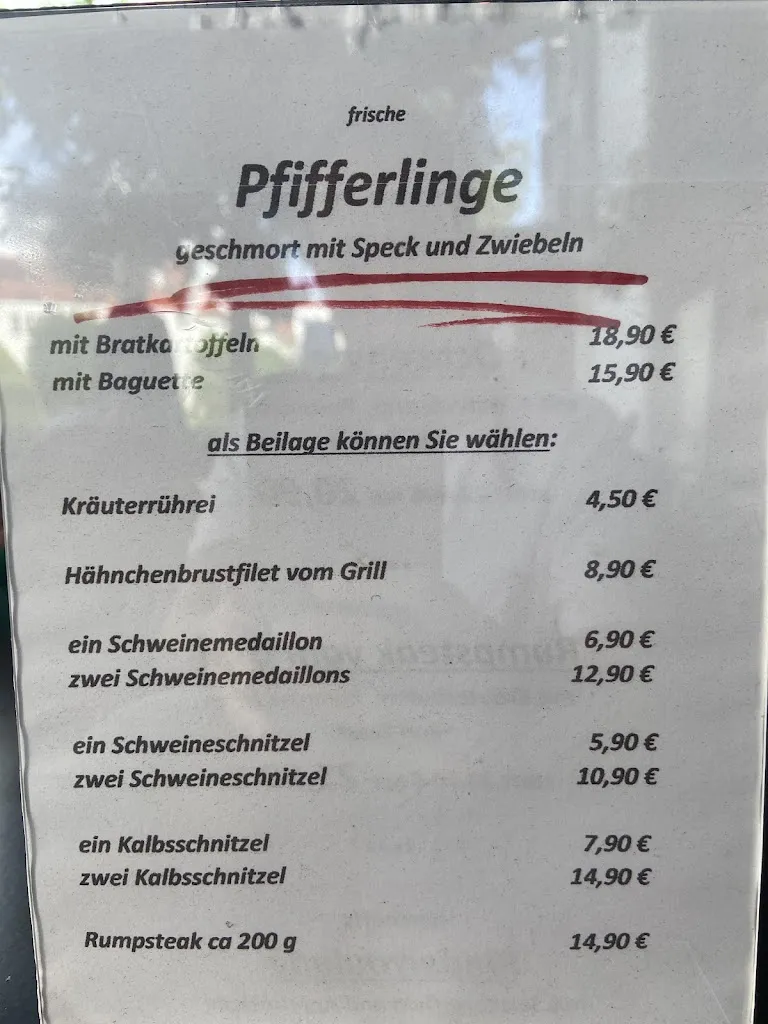 frische
Pfifferlinge
geschmort mit Speck und Zwiebeln
mit Bratkartoffeln 18,90 €
mit Baguette 15,90 €
als Beilage können Sie wählen:
Kräuterrührei 4,50 €
Hähnchenbrustfilet vom Grill 8,90 €
ein Schweinemedaillon 6,90 €
zwei Schweinemedaillons 12,90 €
ein Schweineschnitzel 5,90 €
zwei Schweineschnitzel 10,90 €
ein Kalbsschnitzel 7,90 €
zwei Kalbsschnitzel 14,90 €
Rumpsteak ca 200 g 14,90 €